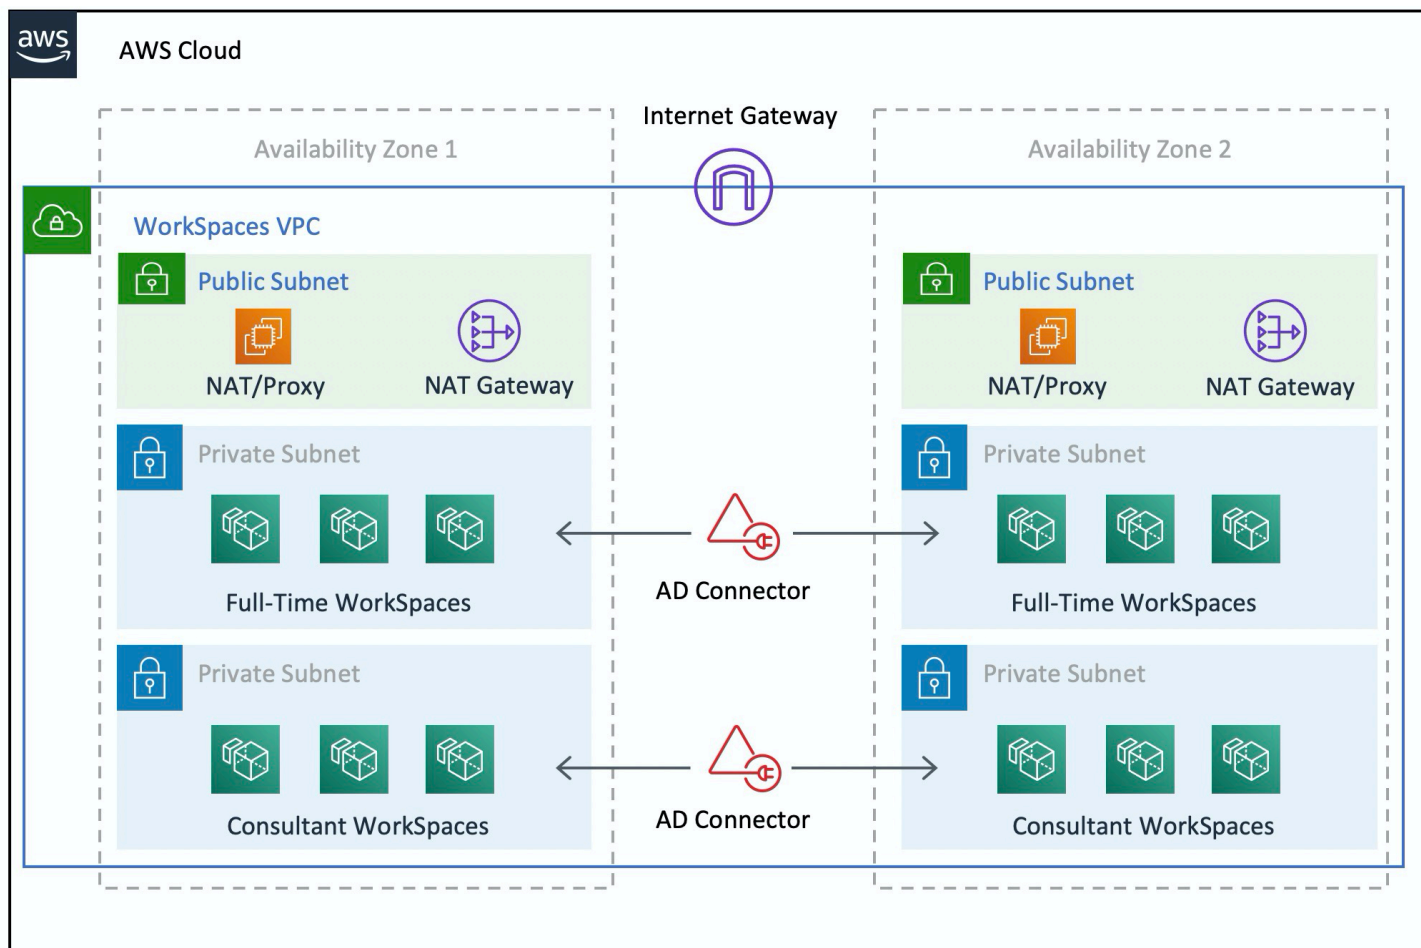 aws
AWS Cloud
Internet Gateway
Availability Zone 1
Availability Zone 2
WorkSpaces VPC
Public Subnet
NAT/Proxy
NAT Gateway
Public Subnet
NAT/Proxy
NAT Gateway
Private Subnet
Full-Time WorkSpaces
AD Connector
Private Subnet
Full-Time WorkSpaces
Private Subnet
Consultant WorkSpaces
AD Connector
Private Subnet
Consultant WorkSpaces